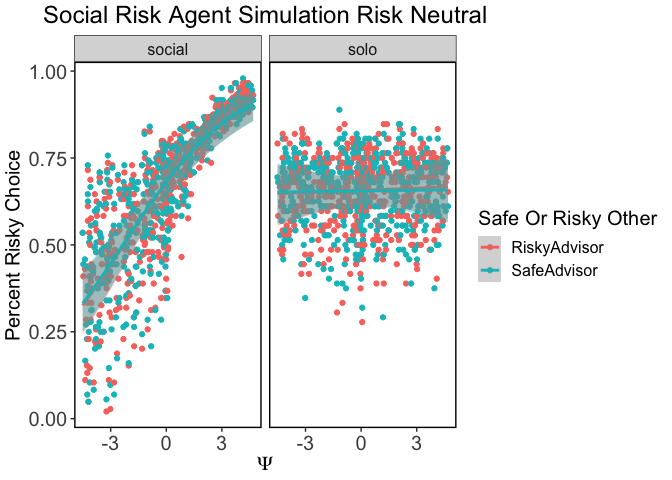 Social Risk Agent Simulation Risk Neutral
social
solo
Percent Risky Choice
1.00
0.75
0.50
0.25
0.00
-3
0
3
-3
0
3
Ψ
Safe Or Risky Other
RiskyAdvisor
SafeAdvisor